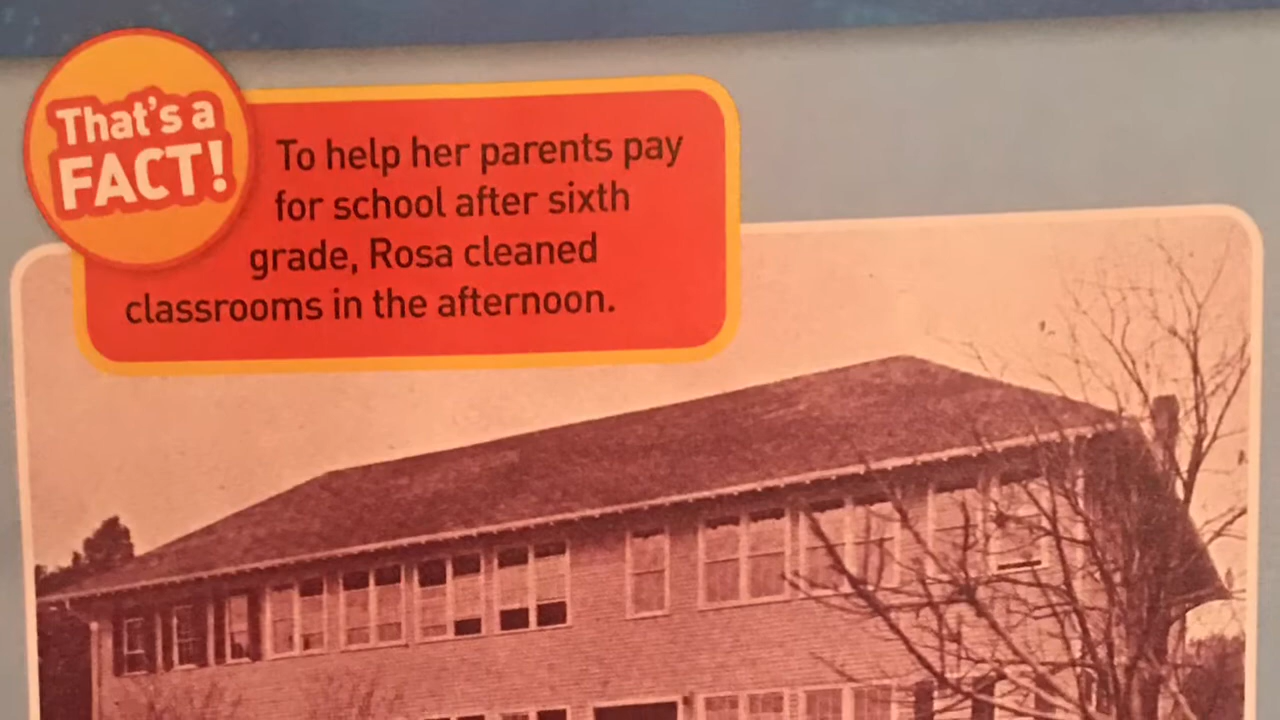 That's a
FACT!
To help her parents pay
for school after sixth
grade, Rosa cleaned
classrooms in the afternoon.